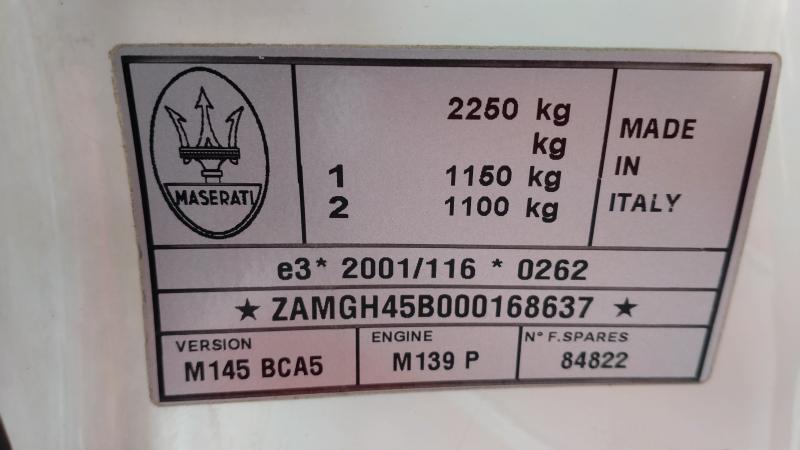 MASERATI
2250 kg
kg
1 1150 kg
2 1100 kg
MADE
IN
ITALY
e3* 2001/116 * 0262
★ ZAMGH45B000168637 ★
VERSION
M145 BCA5
ENGINE
M139 P
N° F.SPARES
84822